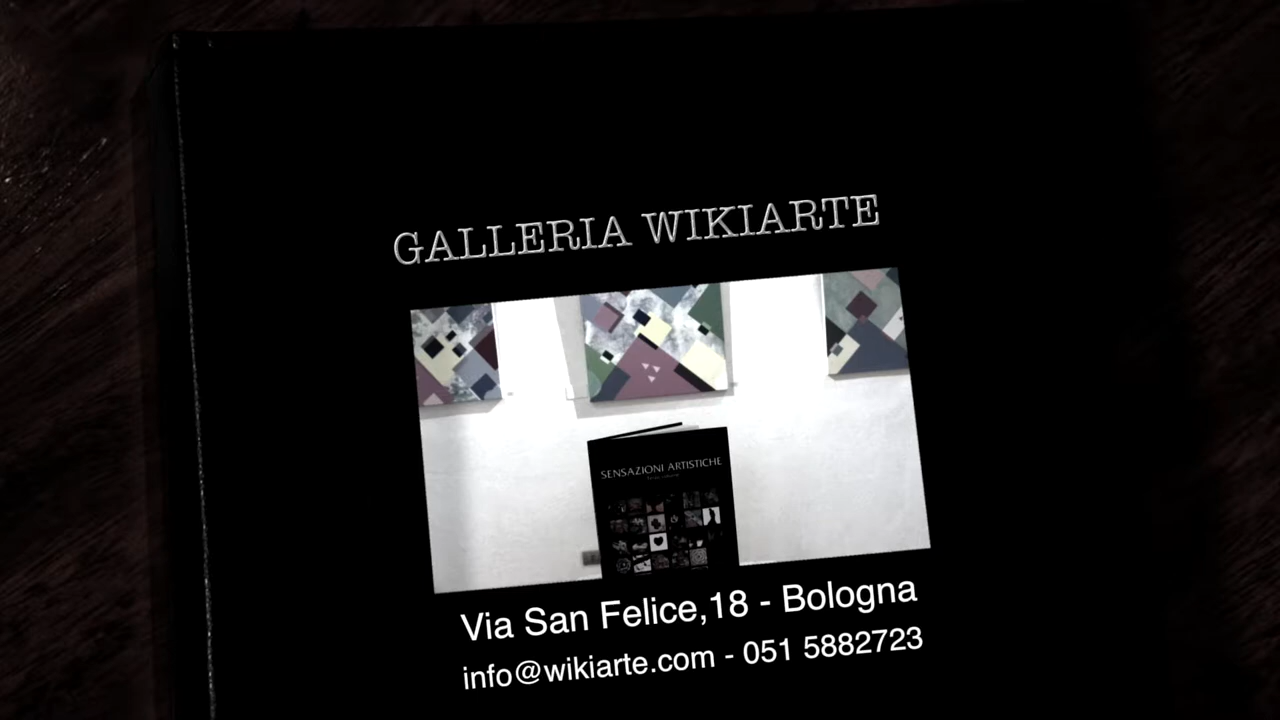 GALLERIA WIKIARTE
SENSAZIONI ARTISTICHE
Via San Felice,18 - Bologna
info@wikiarte.com - 051 5882723